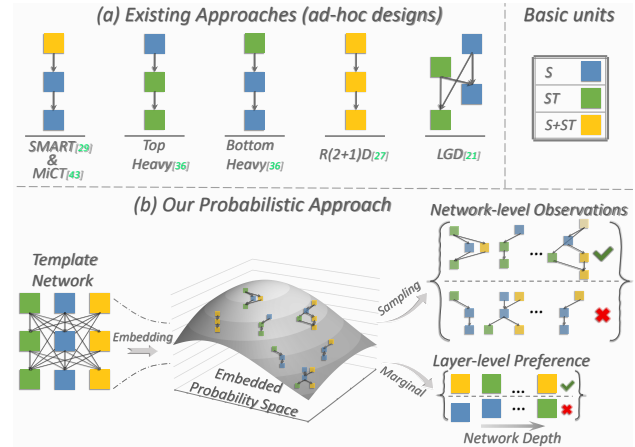 (a) Existing Approaches (ad-hoc designs)
Basic units
S
ST
S+ST
SMART[29]
&
MiCT[43]
Top
Heavy[36]
Bottom
Heavy[36]
R(2+1)D[27]
LGD[21]
(b) Our Probabilistic Approach
Network-level Observations
Template
Network
Embedding
Embedded
Probability Space
Sampling
Marginal
...
...
Layer-level Preference
...
...
Network Depth